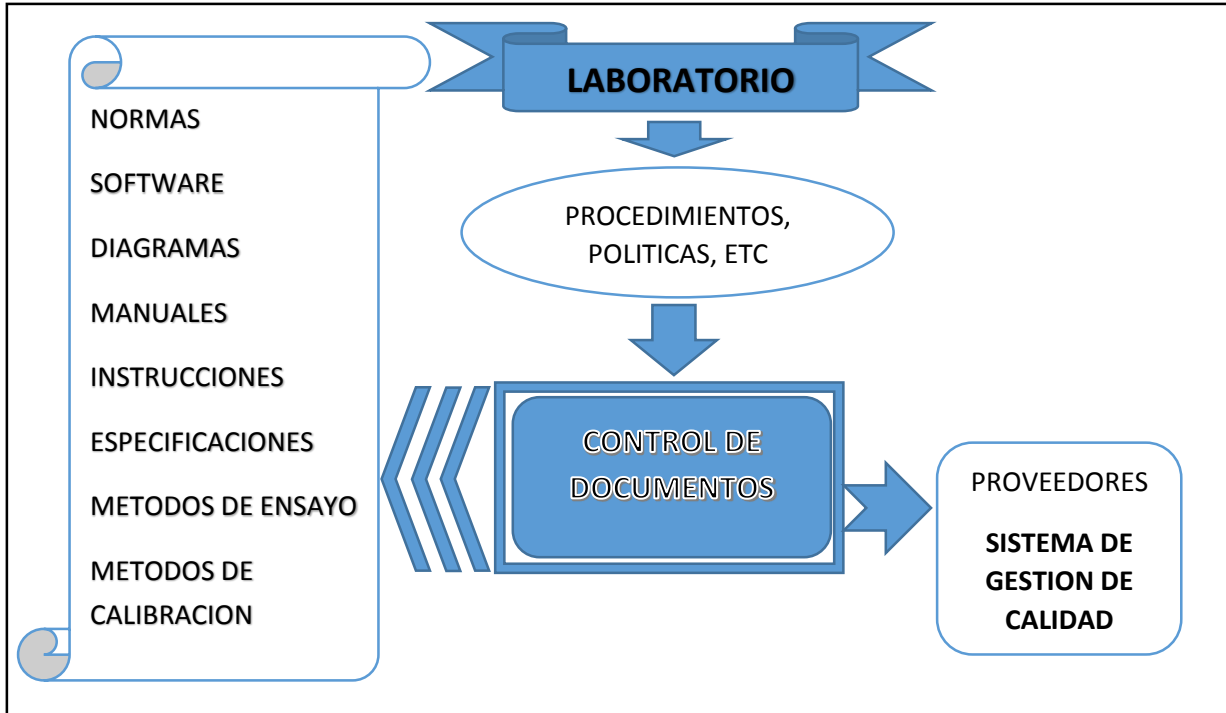 LABORATORIO
NORMAS
SOFTWARE
DIAGRAMAS
MANUALES
INSTRUCCIONES
ESPECIFICACIONES
METODOS DE ENSAYO
METODOS DE
CALIBRACION
PROCEDIMIENTOS,
POLITICAS, ETC
CONTROL DE
DOCUMENTOS
PROVEEDORES
SISTEMA DE
GESTION DE
CALIDAD